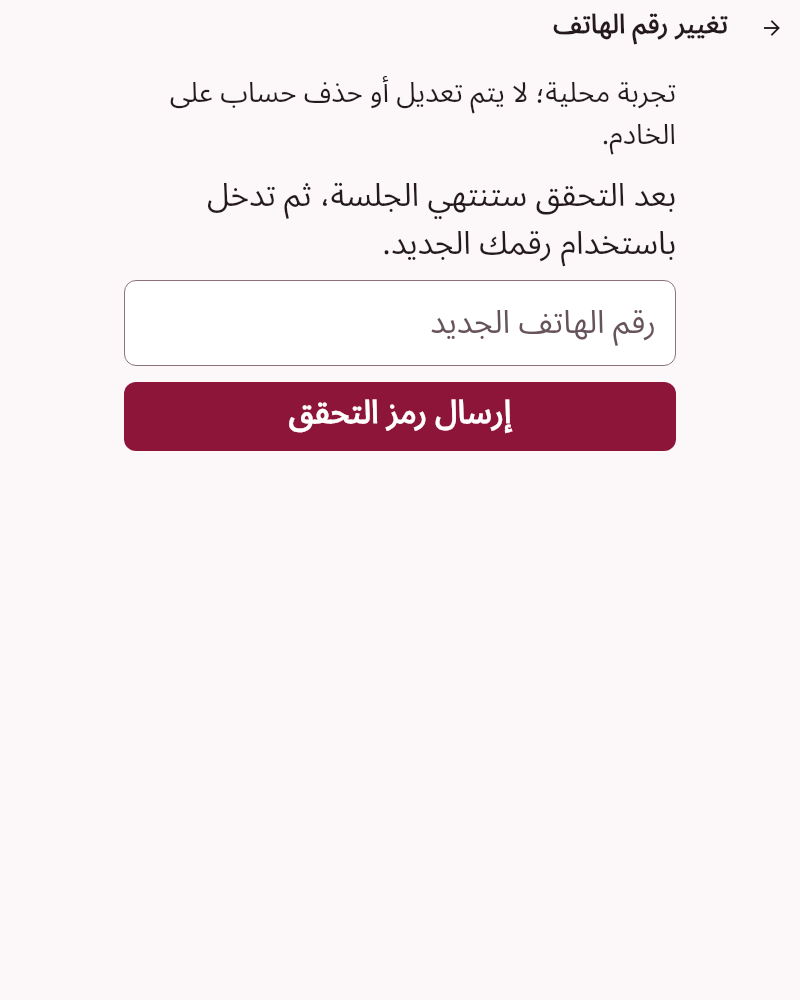 تغيير رقم الهاتف
تجربة محلية؛ لا يتم تعديل أو حذف حساب على
الخادم.
بعد التحقق ستنتهي الجلسة، ثم تدخل
باستخدام رقمك الجديد.
رقم الهاتف الجديد
إرسال رمز التحقق